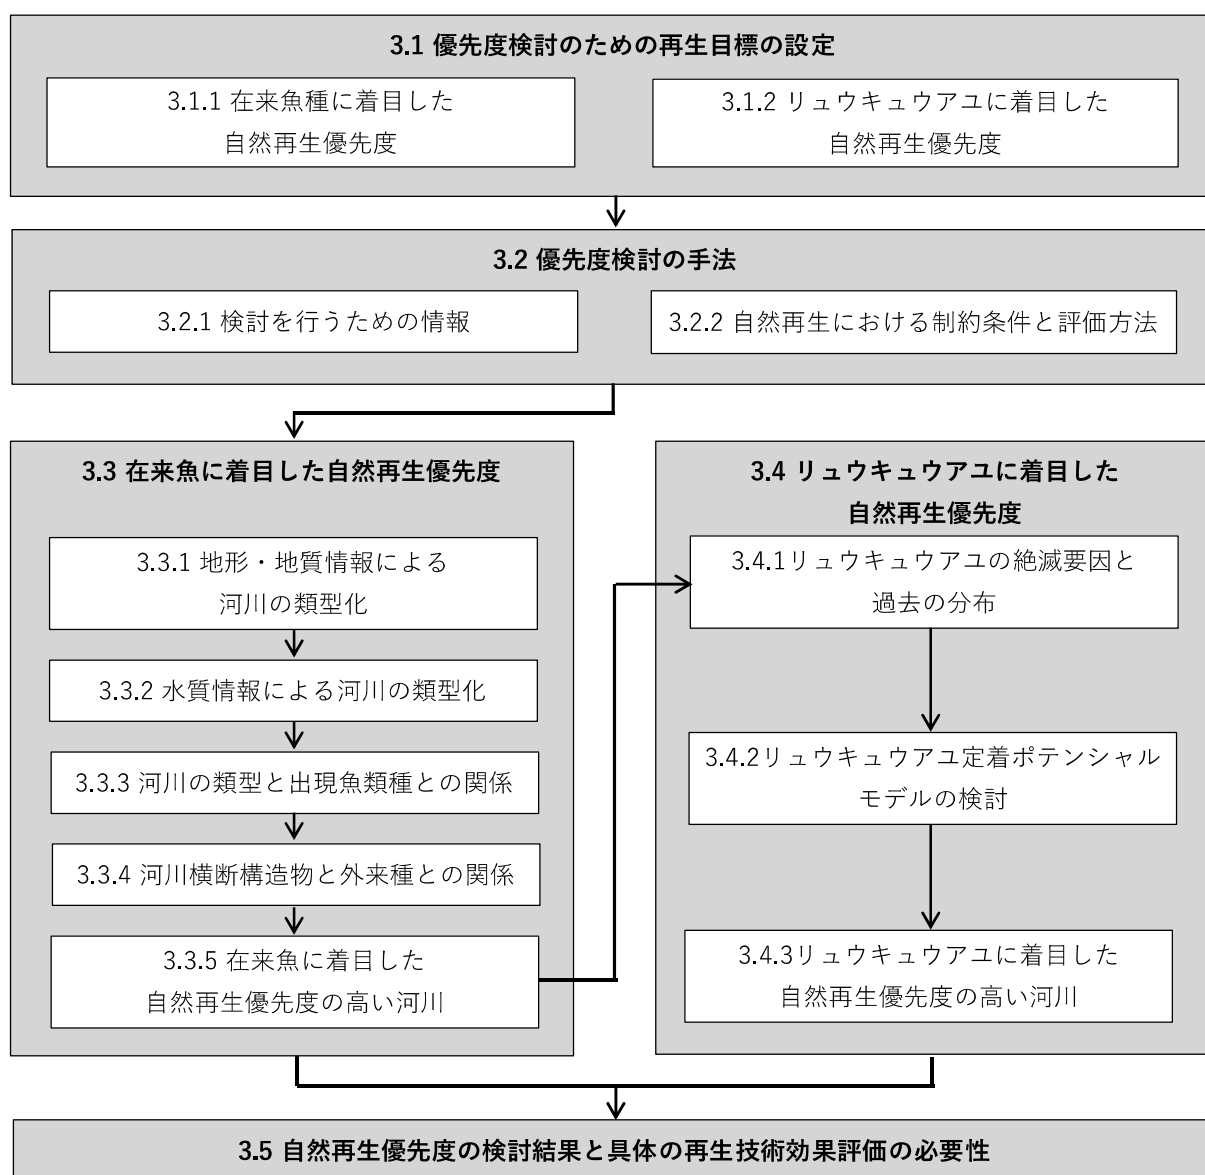 3.1 優先度検討のための再生目標の設定
3.1.1 在来魚種に着目した
自然再生優先度
3.1.2 リュウキュウアユに着目した
自然再生優先度
3.2 優先度検討の手法
3.2.1 検討を行うための情報
3.2.2 自然再生における制約条件と評価方法
3.3 在来魚に着目した自然再生優先度
3.3.1 地形・地質情報による
河川の類型化
3.3.2 水質情報による河川の類型化
3.3.3 河川の類型と出現魚類種との関係
3.3.4 河川横断構造物と外来種との関係
3.3.5 在来魚に着目した
自然再生優先度の高い河川
3.4 リュウキュウアユに着目した
自然再生優先度
3.4.1リュウキュウアユの絶滅要因と
過去の分布
3.4.2リュウキュウアユ定着ポテンシャル
モデルの検討
3.4.3リュウキュウアユに着目した
自然再生優先度の高い河川
3.5 自然再生優先度の検討結果と具体の再生技術効果評価の必要性